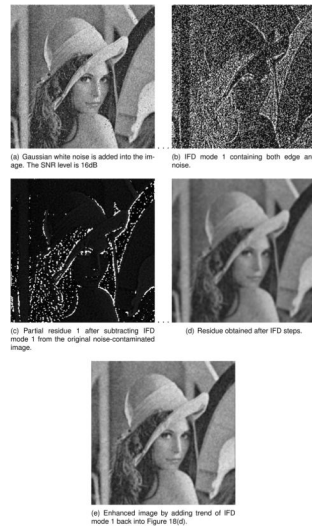 (a) Gaussian white noise is added into the im-
age. The SNR level is 16dB
(b) IFD mode 1 containing both edge an
noise.
(c) Partial residue 1 after subtracting IFD
mode 1 from the original noise-contaminated
image.
(d) Residue obtained after IFD steps.
(e) Enhanced image by adding trend of IFD
mode 1 back into Figure 18(d).